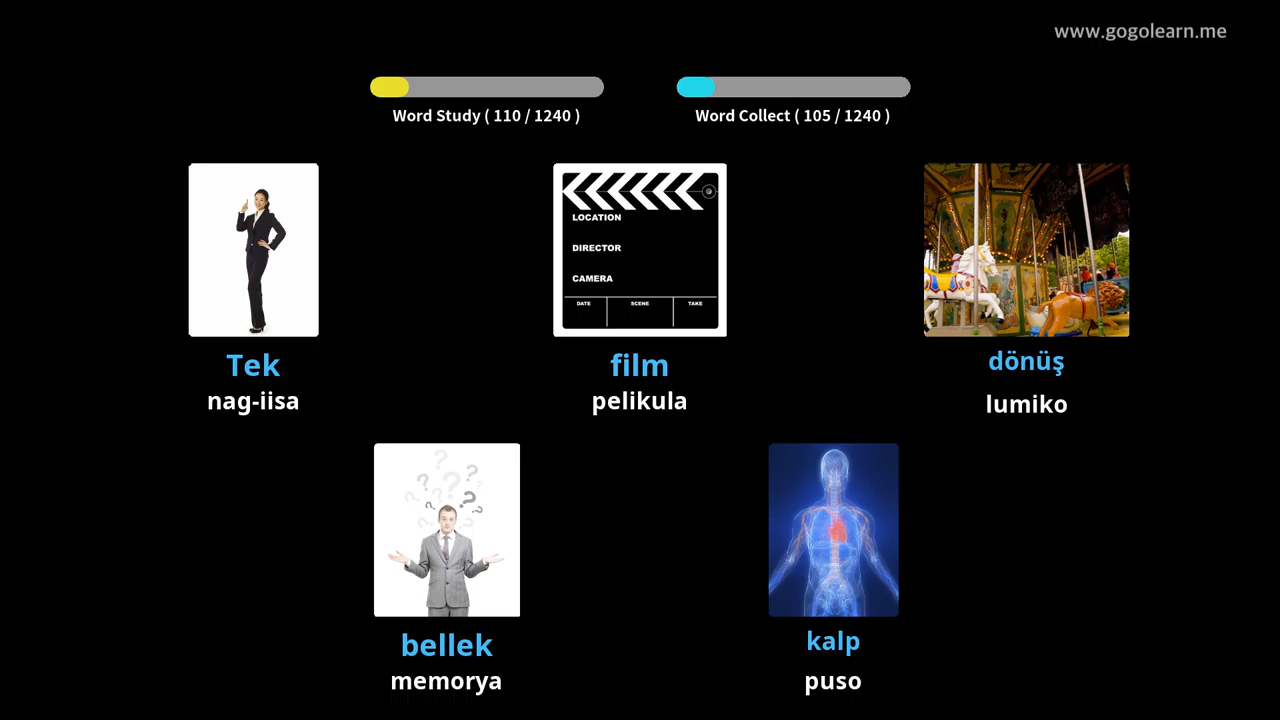 www.gogolearn.me
Word Study ( 110 / 1240 )
Word Collect ( 105 / 1240 )
LOCATION
DIRECTOR
CAMERA
DATE
SCENE
TAKE
Tek
nag-iisa
film
pelikula
dönüş
lumiko
? ? ? ? ? ? ? ? ? ?
bellek
memorya
kalp
puso